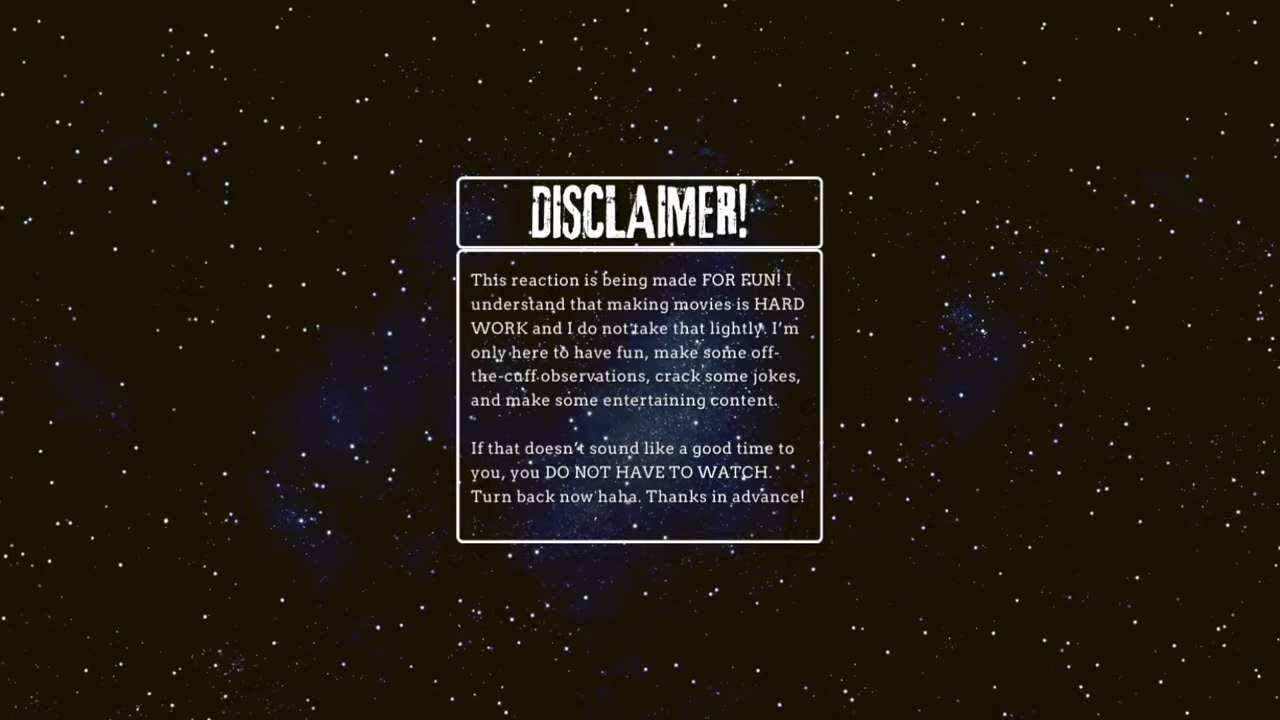 DISCLAIMER!
This reaction is being made FOR FUN! I
understand that making movies is HARD
WORK and I do not take that lightly. I'm
only here to have fun, make some off-
the-cuff observations, crack some jokes,
and make some entertaining content.
If that doesn't sound like a good time to
you, you DO NOT HAVE TO WATCH.
Turn back now haha. Thanks in advance!